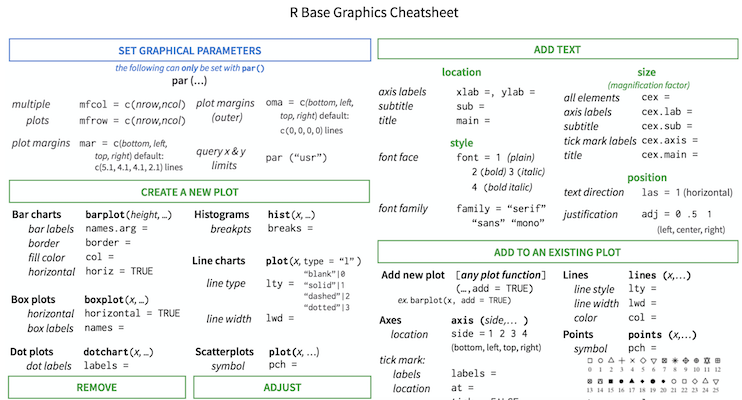 R Base Graphics Cheatsheet
SET GRAPHICAL PARAMETERS
the following can only be set with par()
par (…)
multiple plots
mfcol = c(nrow,ncol)
mfrow = c(nrow,ncol)
plot margins
mar = c(bottom, left,
top, right) default:
c(5.1, 4.1, 4.1, 2.1) lines
plot margins
(outer)
oma = c(bottom, left,
top, right) default:
c(0,0,0,0) lines
query x & y
limits
par (“usr”)
CREATE A NEW PLOT
Bar charts barplot(height, …)
bar labels names.arg =
border border =
fill color col =
horizontal horiz = TRUE
Box plots boxplot(x, …)
horizontal horizontal = TRUE
box labels names =
Dot plots dotchart(x, …)
dot labels labels =
Histograms hist(x, …)
breakpts breaks =
Line charts plot(x, type = “l”)
line type lty =
“blank”|0
“solid”|1
“dashed”|2
“dotted”|3
line width lwd =
Scatterplots plot(x, …)
symbol pch =
REMOVE
ADJUST
ADD TEXT
location
axis labels xlab =, ylab =
subtitle sub =
title main =
style
font face font = 1 (plain)
2 (bold) 3 (italic)
4 (bold italic)
font family family = “serif”
“sans” “mono”
size
(magnification factor)
all elements cex =
axis labels cex.lab =
subtitle cex.sub =
tick mark labels cex.axis =
title cex.main =
position
text direction las = 1 (horizontal)
justification adj = 0 .5 1
(left, center, right)
ADD TO AN EXISTING PLOT
Add new plot [any plot function]
(…,add = TRUE)
ex. barplot(x, add = TRUE)
Axes axis (side,… )
location side = 1 2 3 4
(bottom, left, top, right)
tick mark:
labels labels =
location at =
Lines lines (x,…)
line style lty =
line width lwd =
color col =
Points points (x,…)
symbol pch =
0 1 2 3 4 5 6 7 8 9 10 11 12
13 14 15 16 17 18 19 20 21 22 23 24 25